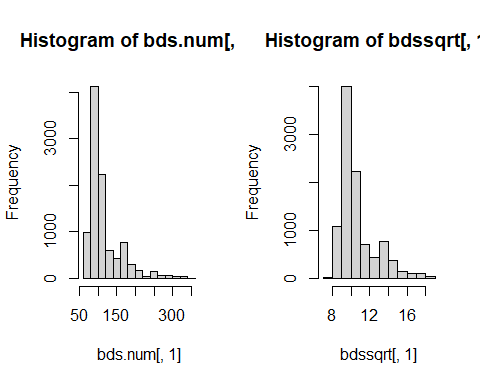 Histogram of bds.num[,
Frequency
0
1000
3000
50
150
300
bds.num[, 1]
Histogram of bdssqrt[, 1
Frequency
0
1000
3000
8
12
16
bdssqrt[, 1]